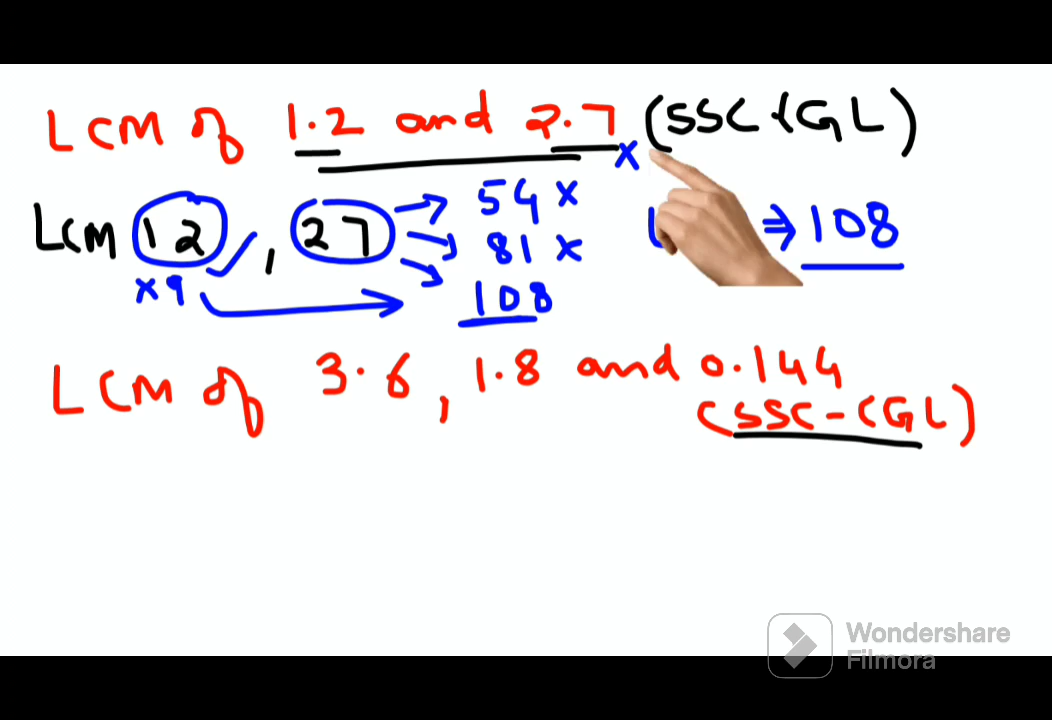 LCM of 1.2 and 2.7 (SSC-CGL)
x
LCM 12, 27 → 54 x
→ 81 x
→ 108
x9
⇒ 108
LCM of 3.6, 1.8 and 0.144
(SSC-CGL)
Wondershare
Filmora